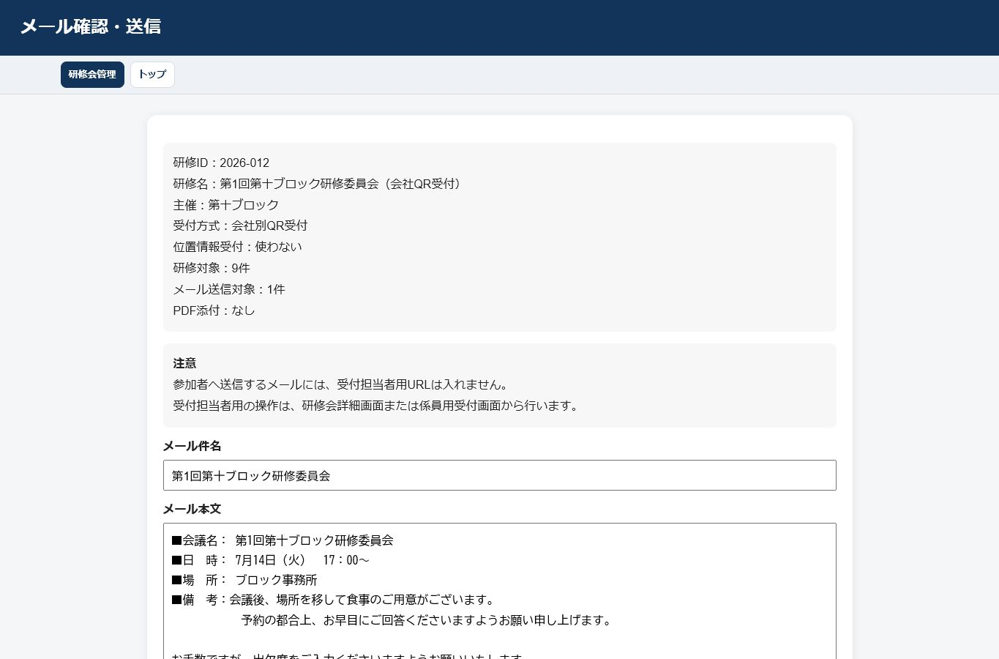 メール確認・送信
研修会管理
トップ
研修ID：2026-012
研修名：第1回第十ブロック研修委員会（会社QR受付）
主催：第十ブロック
受付方式：会社別QR受付
位置情報受付：使わない
研修対象：9件
メール送信対象：1件
PDF添付：なし
注意
参加者へ送信するメールには、受付担当者用URLは入れません。
受付担当者用の操作は、研修会詳細画面または係員用受付画面から行います。
メール件名
第1回第十ブロック研修委員会
メール本文
■会議名： 第1回第十ブロック研修委員会
■日　時： 7月14日（火）　17：00～
■場　所： ブロック事務所
■備　考：会議後、場所を移して食事のご用意がございます。
予約の都合上、お早目にご回答くださいますようお願い申し上げます。
お手数ですが、出欠席をご入力くださいますようお願いいたします。